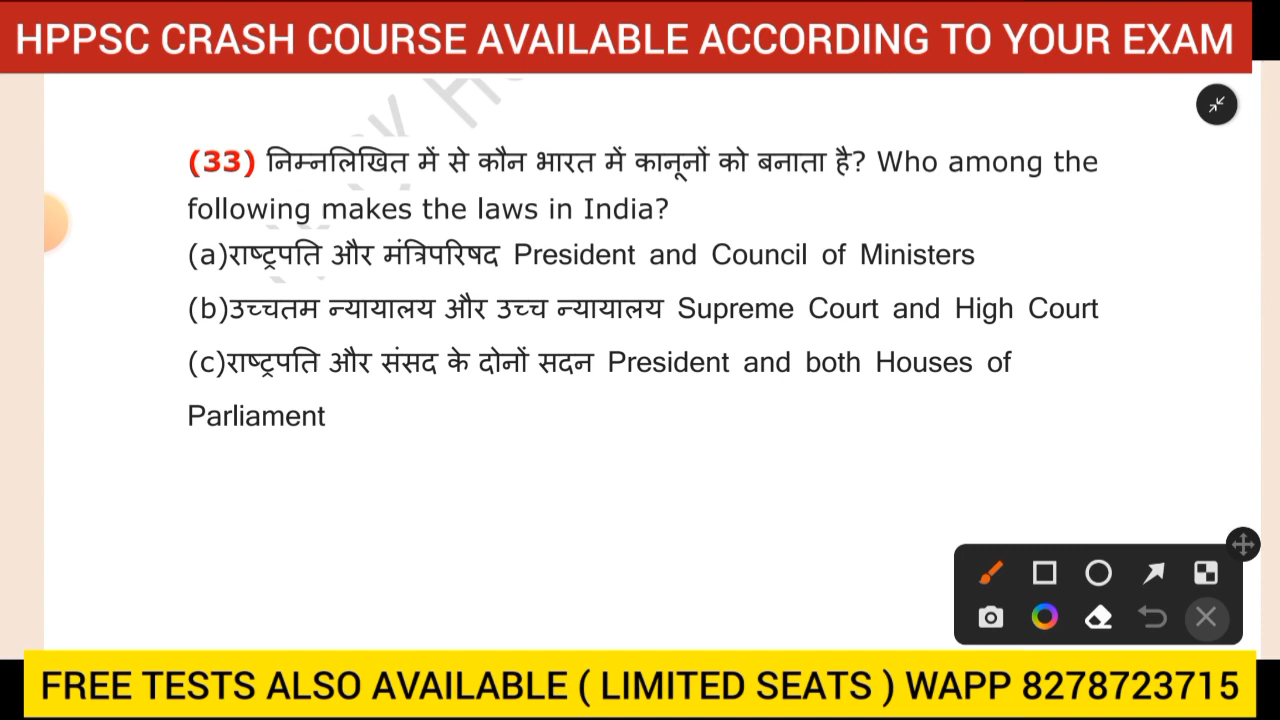 HPPSC CRASH COURSE AVAILABLE ACCORDING TO YOUR EXAM
(33) निम्नलिखित में से कौन भारत में कानूनों को बनाता है? Who among the
following makes the laws in India?
(a)राष्ट्रपति और मंत्रिपरिषद President and Council of Ministers
(b)उच्चतम न्यायालय और उच्च न्यायालय Supreme Court and High Court
(c)राष्ट्रपति और संसद के दोनों सदन President and both Houses of
Parliament
FREE TESTS ALSO AVAILABLE ( LIMITED SEATS ) WAPP 8278723715